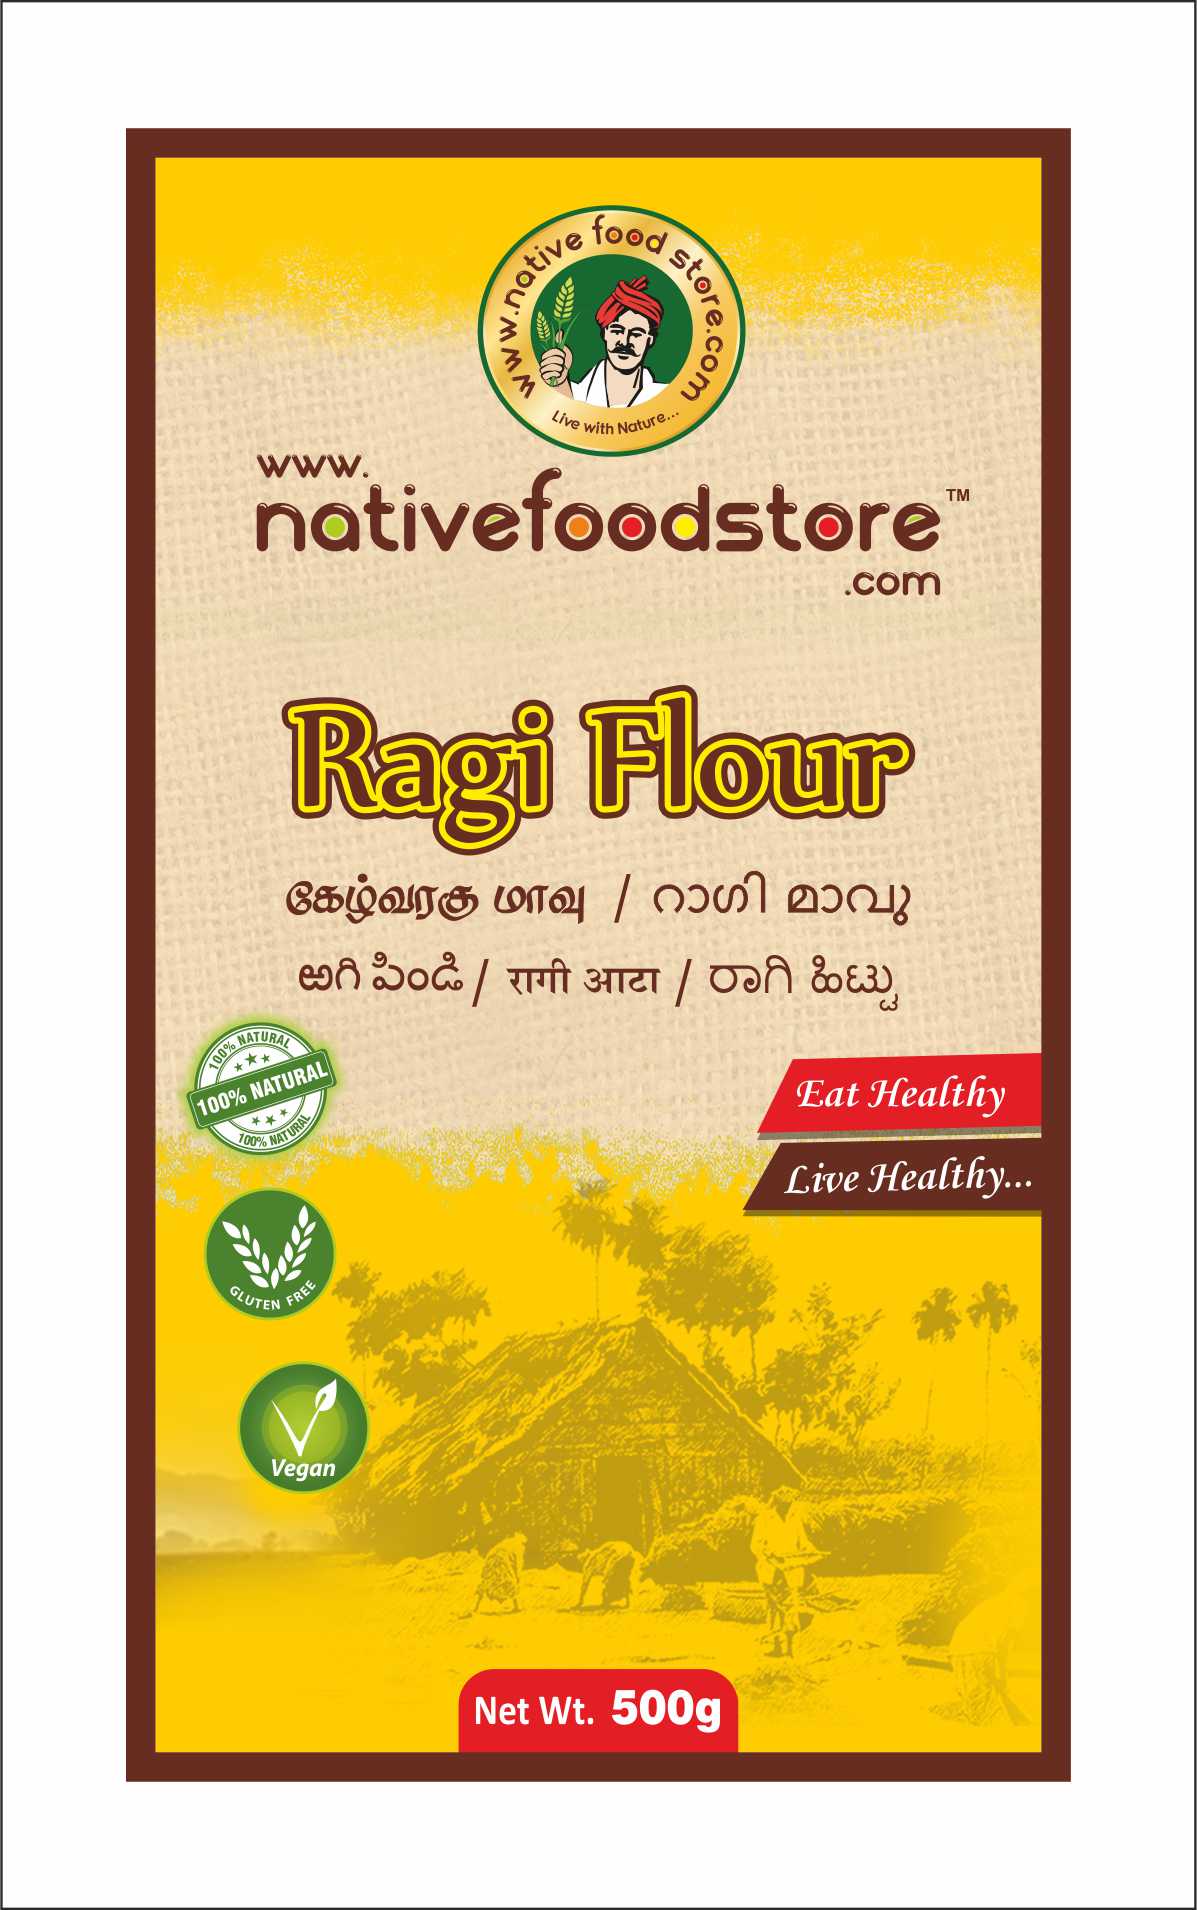 www.native food store.com
Live with Nature...
www.
nativefoodstore™
.com
Ragi Flour
கேழ்வரகு மாவு / റാഗി മാവു
ఱగి పిండి / रागी आटा / ರಾಗಿ ಹಿಟ್ಟು
100% NATURAL
100% NATURAL
100% NATURAL
Eat Healthy
Live Healthy...
GLUTEN FREE
Vegan
Net Wt. 500g